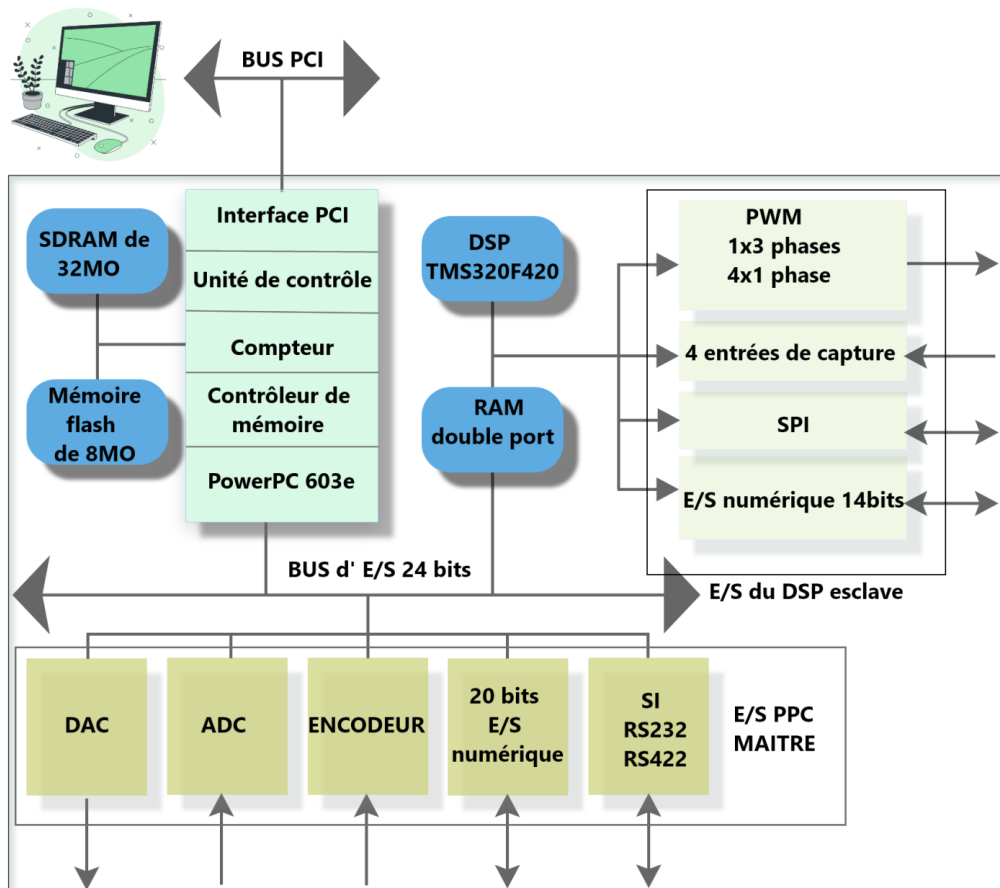 BUS PCI
SDRAM de
32MO
Mémoire
flash
de 8MO
Interface PCI
Unité de contrôle
Compteur
Contrôleur de
mémoire
PowerPC 603e
DSP
TMS320F420
RAM
double port
PWM
1x3 phases
4x1 phase
4 entrées de capture
SPI
E/S numérique 14bits
E/S du DSP esclave
BUS d' E/S 24 bits
DAC
ADC
ENCODEUR
20 bits
E/S
numérique
SI
RS232
RS422
E/S PPC
MAITRE